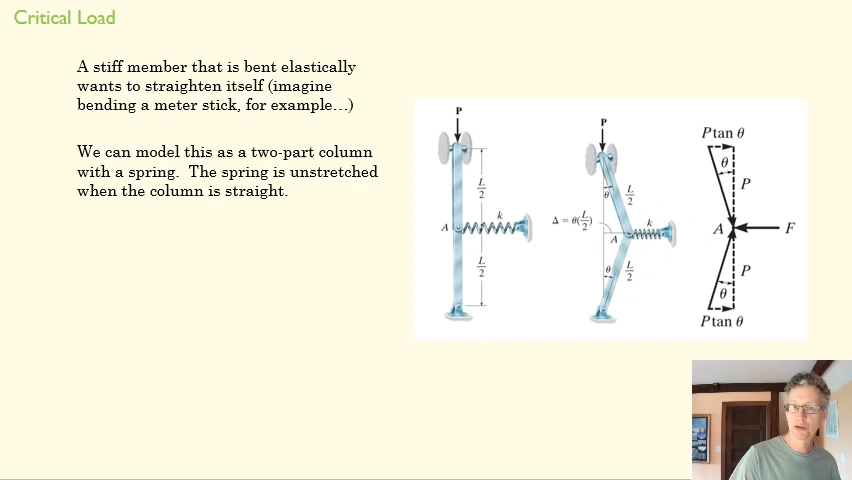 Critical Load
A stiff member that is bent elastically
wants to straighten itself (imagine
bending a meter stick, for example…)
We can model this as a two-part column
with a spring. The spring is unstretched
when the column is straight.
P
L/2
k
A
L/2
P
θ
L/2
Δ = θ(L/2)
k
A
θ
L/2
P tan θ
θ
P
A
F
P
θ
P tan θ